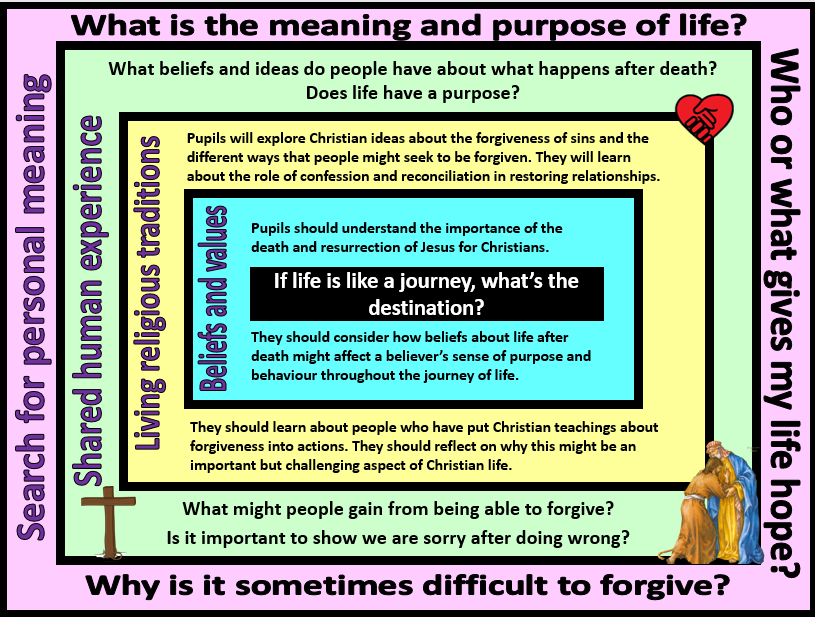 What is the meaning and purpose of life?
Search for personal meaning
Who or what gives my life hope?
What beliefs and ideas do people have about what happens after death?
Does life have a purpose?
Shared human experience
Living religious traditions
Pupils will explore Christian ideas about the forgiveness of sins and the
different ways that people might seek to be forgiven. They will learn
about the role of confession and reconciliation in restoring relationships.
Beliefs and values
Pupils should understand the importance of the
death and resurrection of Jesus for Christians.
If life is like a journey, what’s the
destination?
They should consider how beliefs about life after
death might affect a believer’s sense of purpose and
behaviour throughout the journey of life.
They should learn about people who have put Christian teachings about
forgiveness into actions. They should reflect on why this might be an
important but challenging aspect of Christian life.
What might people gain from being able to forgive?
Is it important to show we are sorry after doing wrong?
Why is it sometimes difficult to forgive?